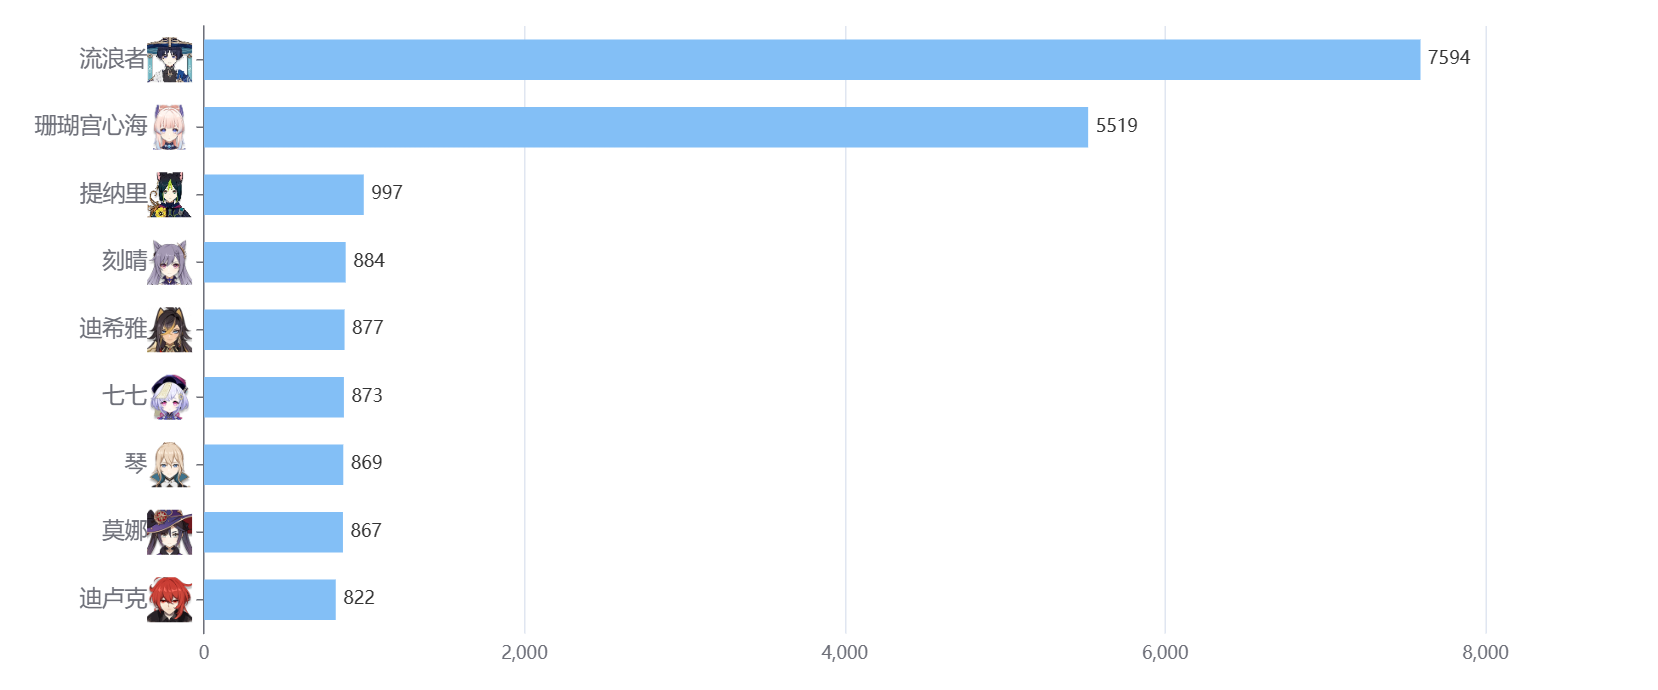 流浪者 7594
珊瑚宫心海 5519
提纳里 997
刻晴 884
迪希雅 877
七七 873
琴 869
莫娜 867
迪卢克 822
0 2,000 4,000 6,000 8,000